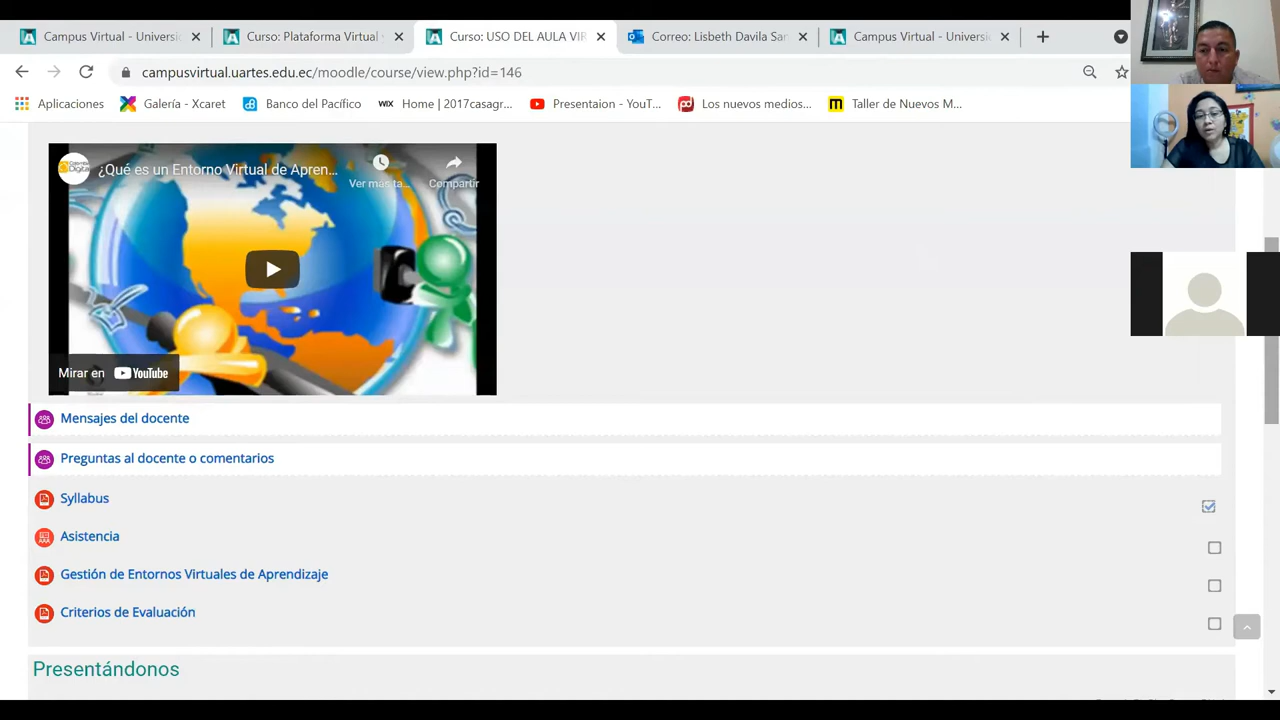 Campus Virtual - Universi
Curso: Plataforma Virtual
Curso: USO DEL AULA VIR
Correo: Lisbeth Davila San
Campus Virtual - Universi
campusvirtual.uartes.edu.ec/moodle/course/view.php?id=146
Aplicaciones
Galería - Xcaret
Banco del Pacífico
WIX
Home | 2017casagr...
Presentaion - YouT...
Los nuevos medios...
Taller de Nuevos M...
Colombia Digital
¿Qué es un Entorno Virtual de Apren...
Ver más ta...
Compartir
Mirar en YouTube
Mensajes del docente
Preguntas al docente o comentarios
Syllabus
Asistencia
Gestión de Entornos Virtuales de Aprendizaje
Criterios de Evaluación
Presentándonos